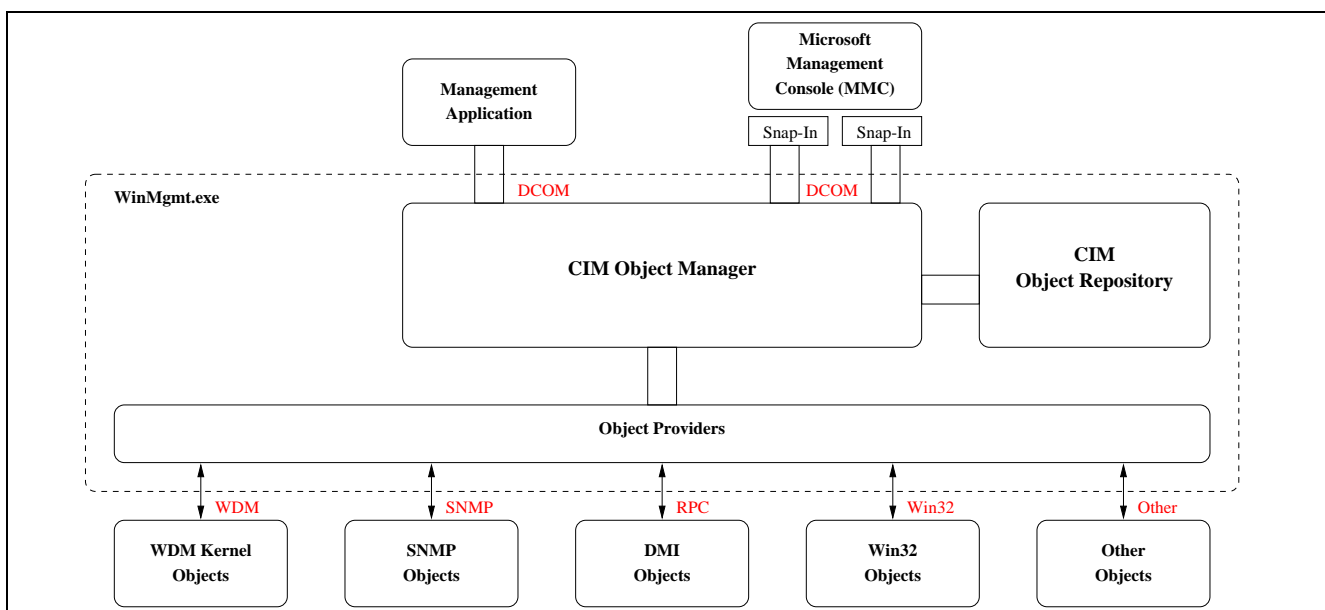 Microsoft
Management
Console (MMC)
Management
Application
Snap-In
Snap-In
WinMgmt.exe
DCOM
DCOM
CIM Object Manager
CIM
Object Repository
Object Providers
WDM
SNMP
RPC
Win32
Other
WDM Kernel
Objects
SNMP
Objects
DMI
Objects
Win32
Objects
Other
Objects